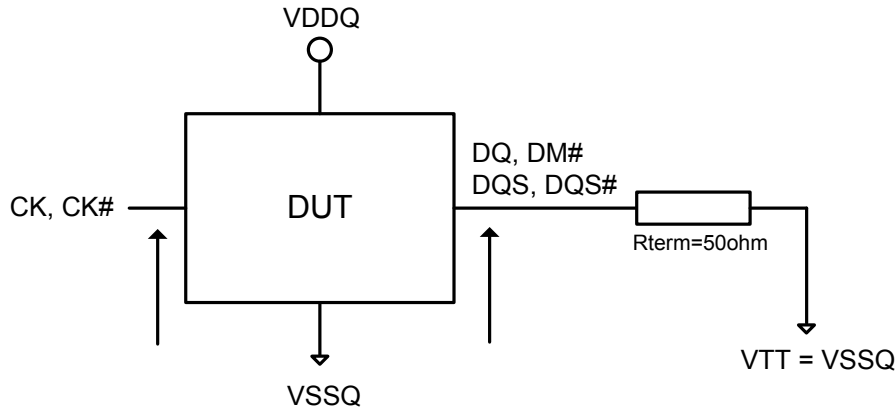 VDDQ
DQ, DM#
DQS, DQS#
CK, CK#
DUT
Rterm=50ohm
VTT = VSSQ
VSSQ